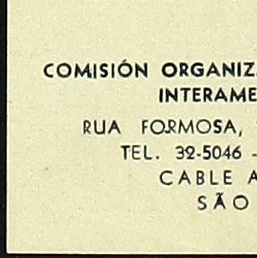 COMISIÓN ORGANIZ
INTERAME
RUA FORMOSA,
TEL. 32-5046 -
CABLE A
SÃO